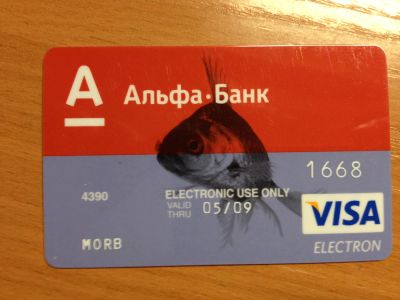 А Альфа·Банк
1668
4390 ELECTRONIC USE ONLY
VALID THRU 05/09
VISA
MORB ELECTRON